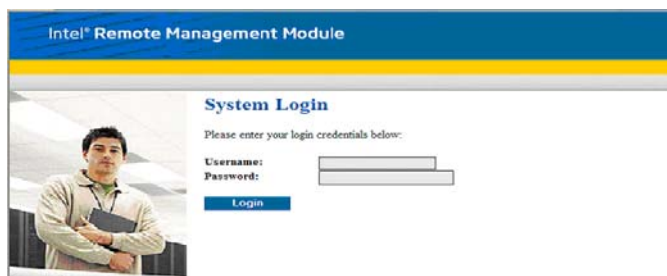 Intel® Remote Management Module
System Login
Please enter your login credentials below:
Username:
Password:
Login